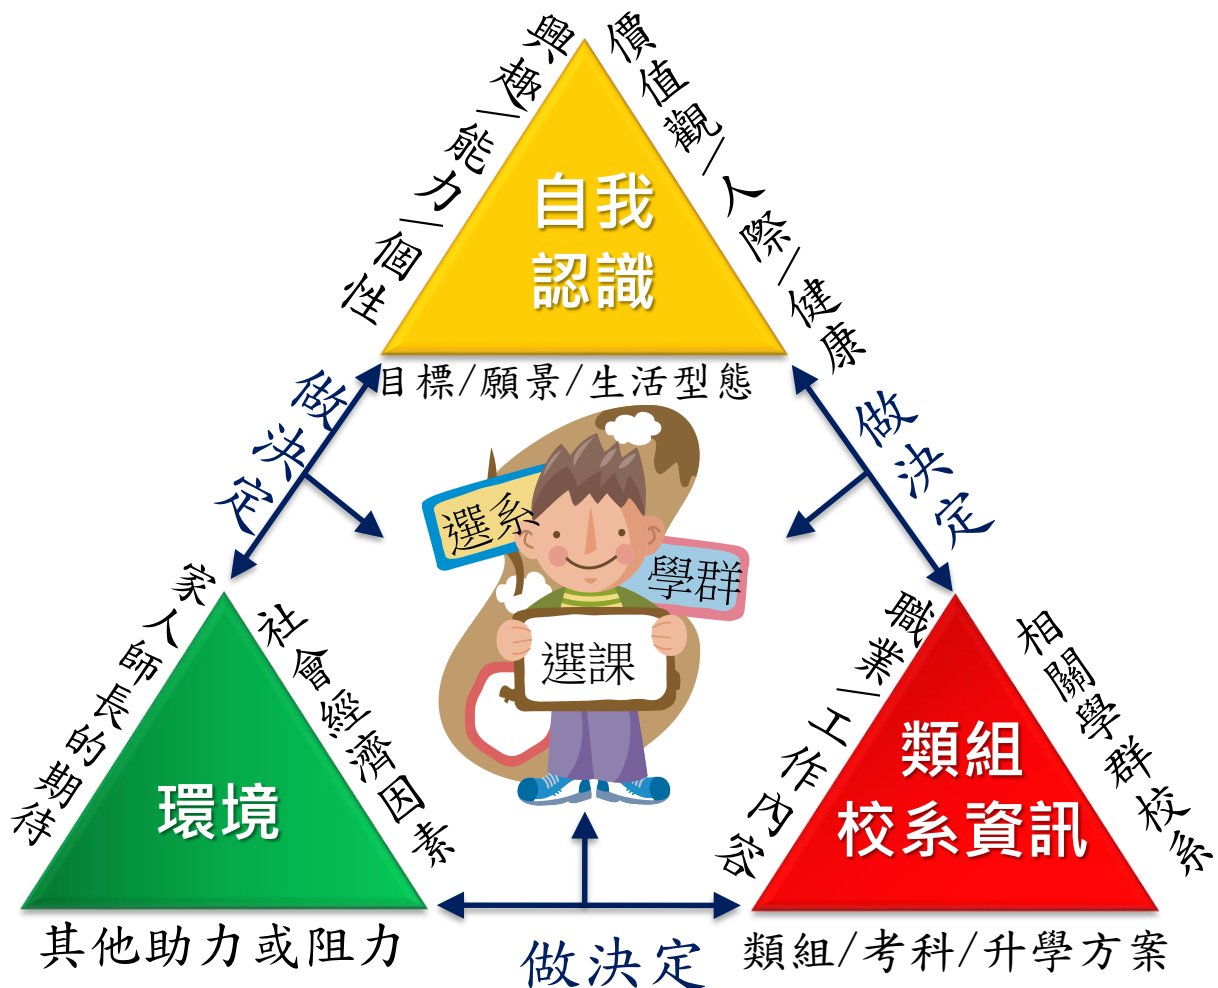 興趣/能力/個性
價值觀/人際/健康
自我
認識
目標/願景/生活型態
做決定
做決定
選系
學群
選課
家人師長的期待
社會經濟因素
環境
其他助力或阻力
職業/工作內容
相關學群校系
類組
校系資訊
類組/考科/升學方案
做決定